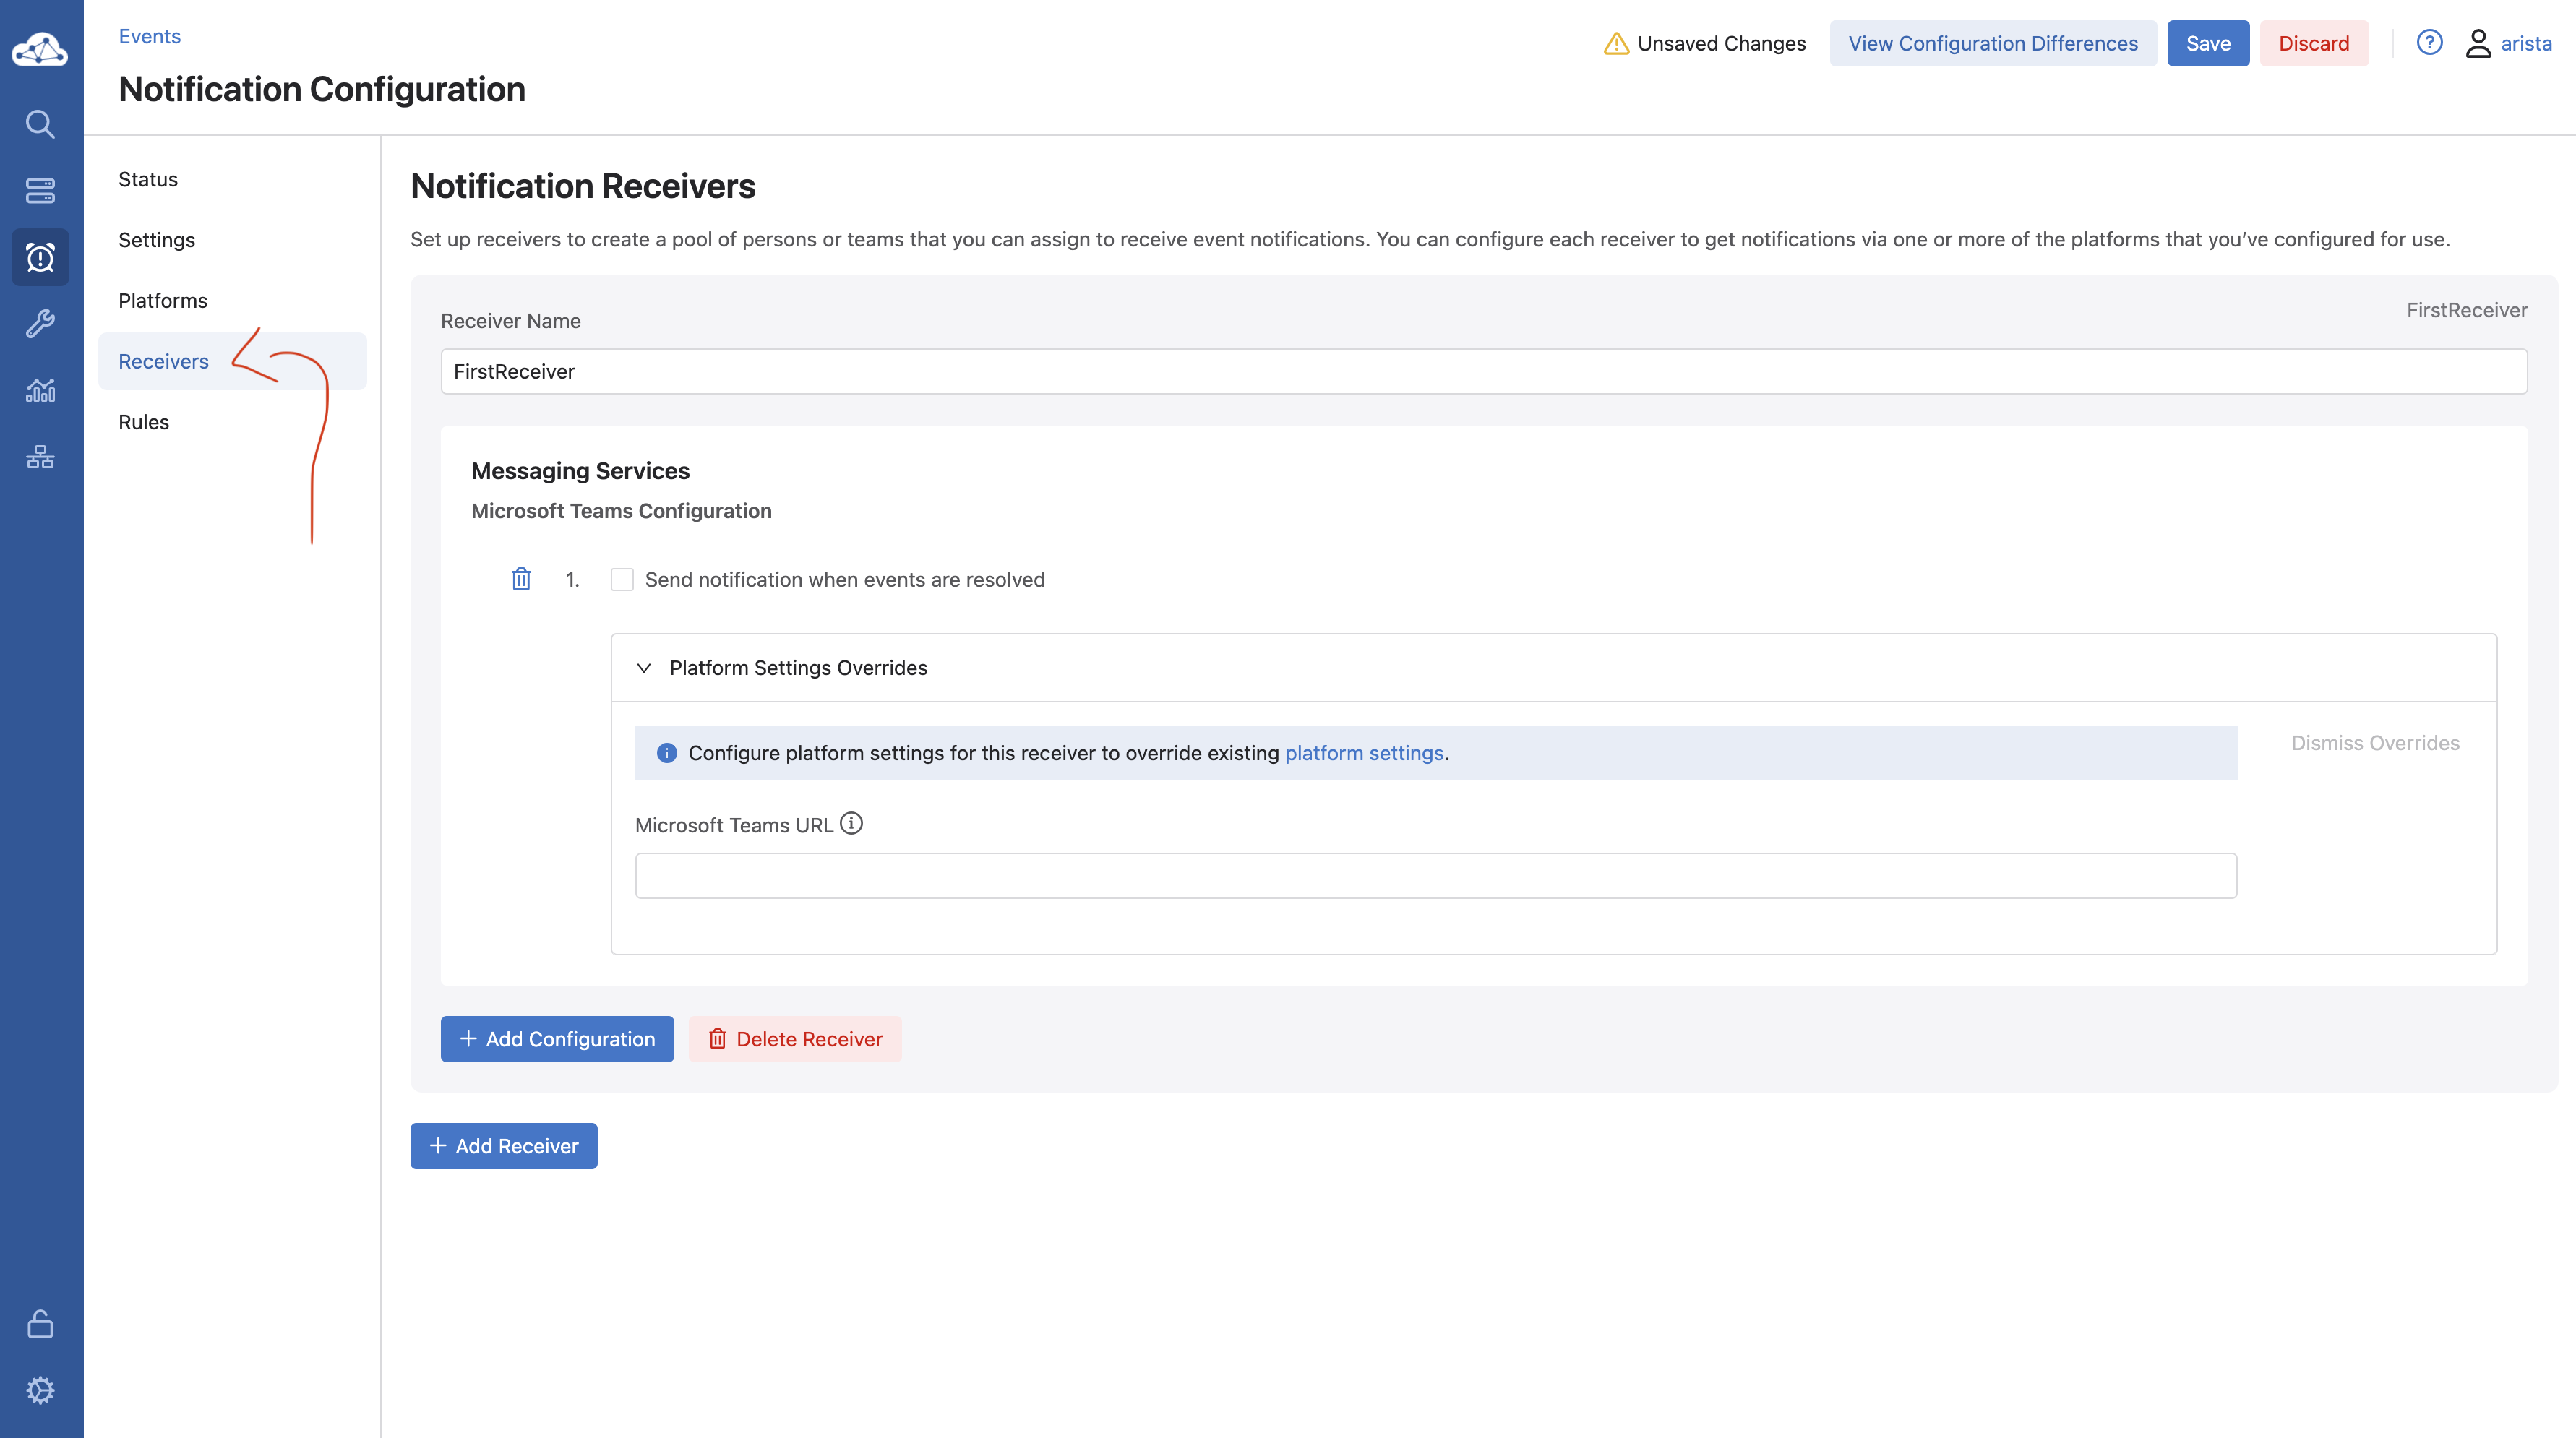 Events
Unsaved Changes
View Configuration Differences
Save
Discard
arista
Notification Configuration
Status
Settings
Platforms
Receivers
Rules
Notification Receivers
Set up receivers to create a pool of persons or teams that you can assign to receive event notifications. You can configure each receiver to get notifications via one or more of the platforms that you’ve configured for use.
FirstReceiver
Receiver Name
FirstReceiver
Messaging Services
Microsoft Teams Configuration
1. Send notification when events are resolved
Platform Settings Overrides
Configure platform settings for this receiver to override existing platform settings.
Dismiss Overrides
Microsoft Teams URL
+ Add Configuration
Delete Receiver
+ Add Receiver